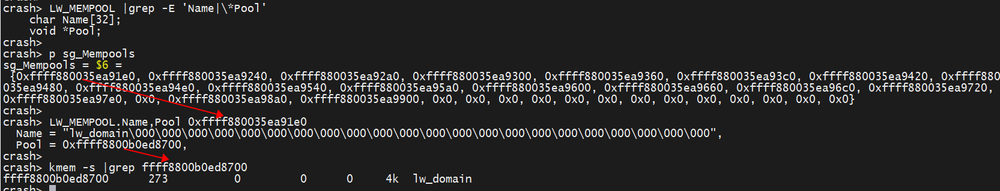 crash> LW_MEMPOOL |grep -E 'Name|\*Pool'
    char Name[32];
    void *Pool;
crash>
crash> p sg_Mempools
sg_Mempools = $6 =
 {0xffff880035ea91e0, 0xffff880035ea9240, 0xffff880035ea92a0, 0xffff880035ea9300, 0xffff880035ea9360, 0xffff880035ea93c0, 0xffff880035ea9420, 0xffff880
035ea9480, 0xffff880035ea94e0, 0xffff880035ea9540, 0xffff880035ea95a0, 0xffff880035ea9600, 0xffff880035ea9660, 0xffff880035ea96c0, 0xffff880035ea9720,
0xffff880035ea97e0, 0x0, 0xffff880035ea98a0, 0xffff880035ea9900, 0x0, 0x0, 0x0, 0x0, 0x0, 0x0, 0x0, 0x0, 0x0, 0x0, 0x0, 0x0, 0x0}
crash>
crash> LW_MEMPOOL.Name,Pool 0xffff880035ea91e0
  Name = "lw_domain\000\000\000\000\000\000\000\000\000\000\000\000\000\000\000\000\000\000\000\000\000\000",
  Pool = 0xffff8800b0ed8700,
crash>
crash> kmem -s |grep ffff8800b0ed8700
ffff8800b0ed8700      273          0         0      0     4k  lw_domain
crash>